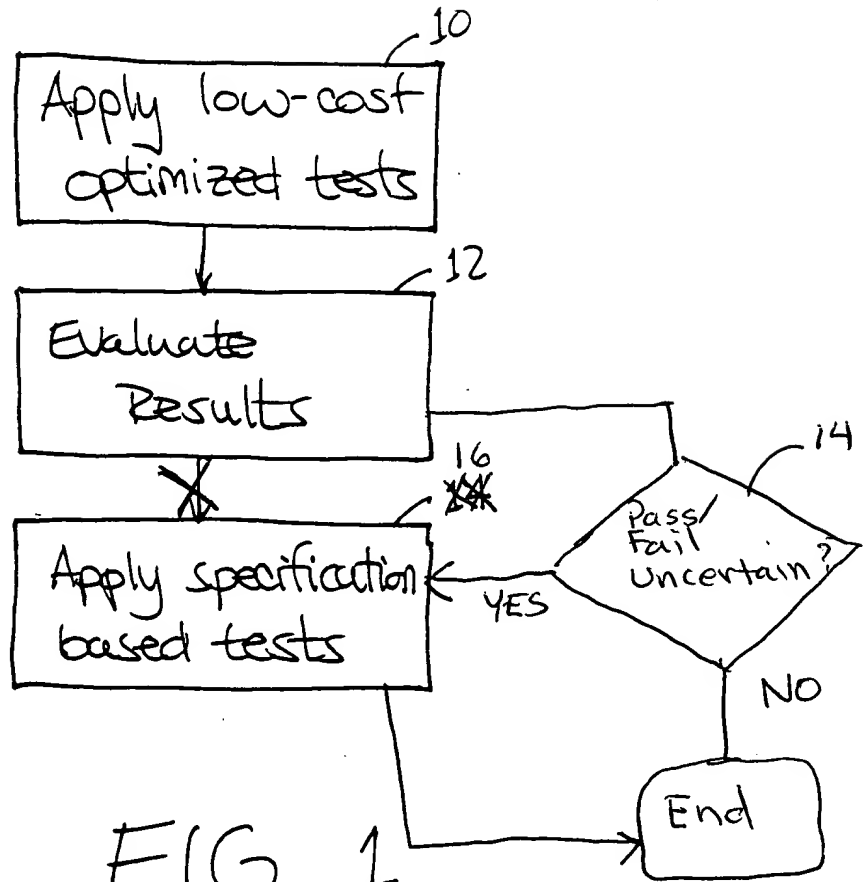 10
Apply low-cost
optimized tests
12
Evaluate
Results
14
Pass/
Fail
uncertain?
16
Apply specification
based tests
YES
NO
End
FIG. 1